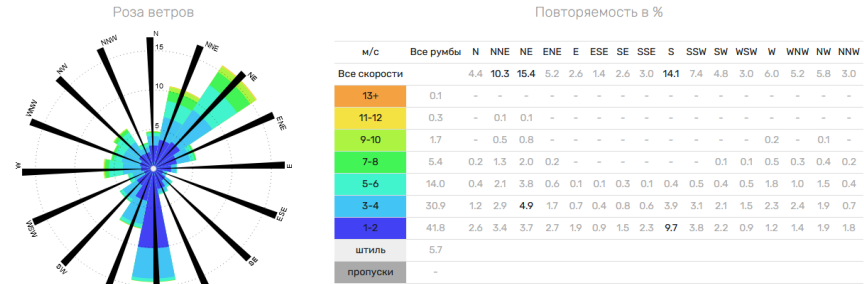 Роза ветров
Повторяемость в %
N
NNE
NE
ENE
E
ESE
SE
SW
WSW
W
WNW
NW
NNW
15
10
5
м/с Все румбы N NNE NE ENE E ESE SE SSE S SSW SW WSW W WNW NW NNW
Все скорости 4.4 10.3 15.4 5.2 2.6 1.4 2.6 3.0 14.1 7.4 4.8 3.0 6.0 5.2 5.8 3.0
13+ 0.1 - - - - - - - - - - - - - - - -
11-12 0.3 - 0.1 0.1 - - - - - - - - - - - - -
9-10 1.7 - 0.5 0.8 - - - - - - - - - 0.2 - 0.1 -
7-8 5.4 0.2 1.3 2.0 0.2 - - - - - - 0.1 0.1 0.5 0.3 0.4 0.2
5-6 14.0 0.4 2.1 3.8 0.6 0.1 0.1 0.3 0.1 0.4 0.5 0.4 0.5 1.8 1.0 1.5 0.4
3-4 30.9 1.2 2.9 4.9 1.7 0.7 0.4 0.8 0.6 3.9 3.1 2.1 1.5 2.3 2.4 1.9 0.7
1-2 41.8 2.6 3.4 3.7 2.7 1.9 0.9 1.5 2.3 9.7 3.8 2.2 0.9 1.2 1.4 1.9 1.8
штиль 5.7
пропуски -